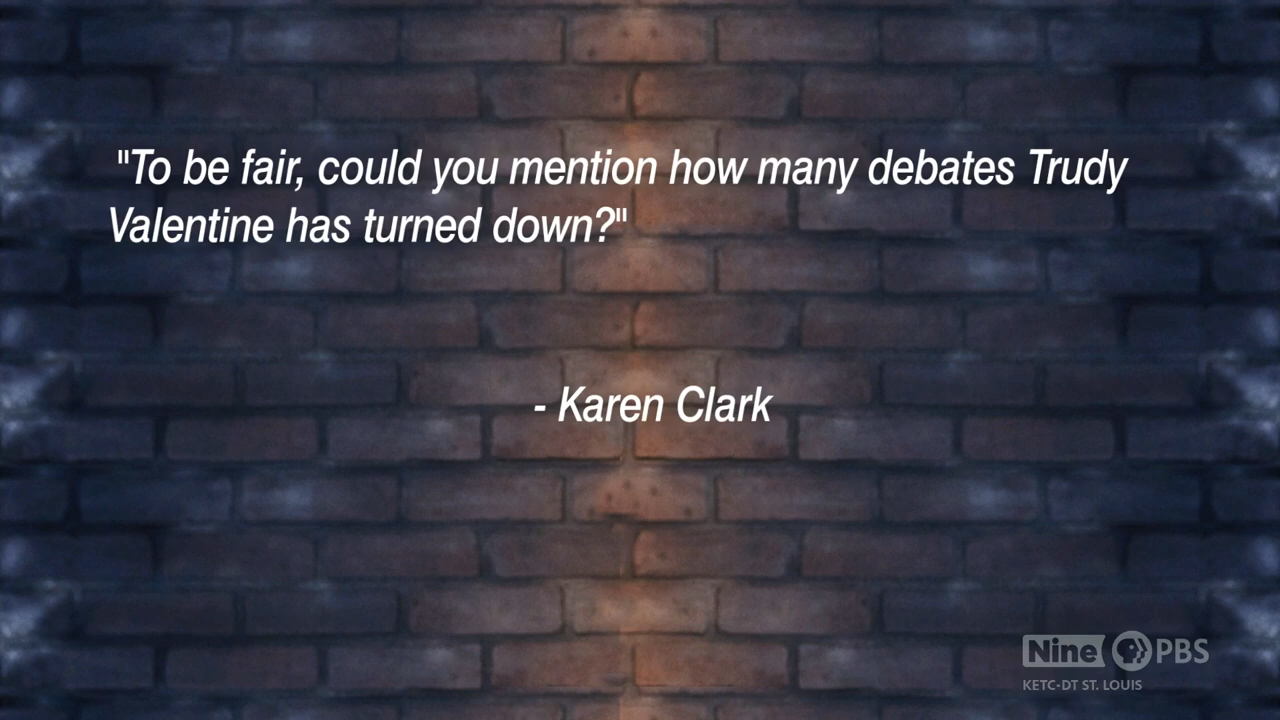 "To be fair, could you mention how many debates Trudy
Valentine has turned down?"
- Karen Clark
Nine PBS
KETC-DT ST. LOUIS